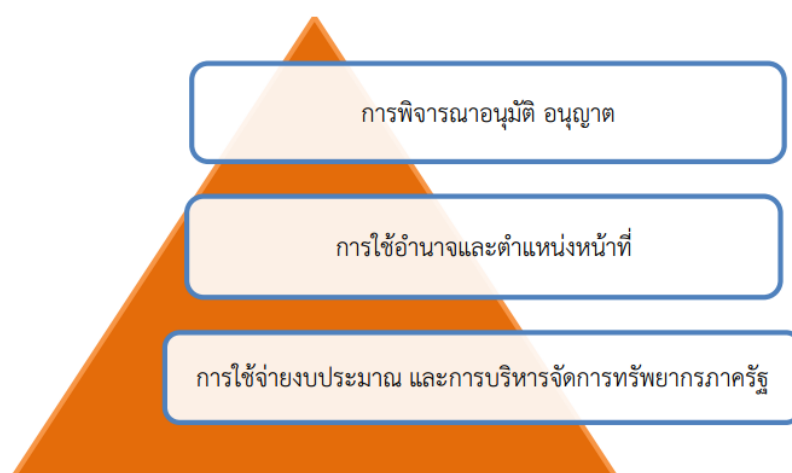 การพิจารณาอนุมัติ อนุญาต
การใช้อำนาจและตำแหน่งหน้าที่
การใช้จ่ายงบประมาณ และการบริหารจัดการทรัพยากรภาครัฐ